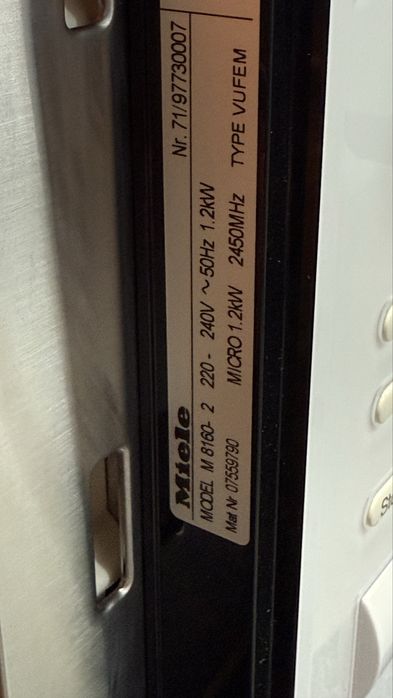 Miele Nr. 71/97730007
MODEL M 8160- 2 220 - 240V ~ 50Hz 1.2kW
Mat Nr 07559790 MICRO 1.2kW 2450MHz TYPE VUFEM